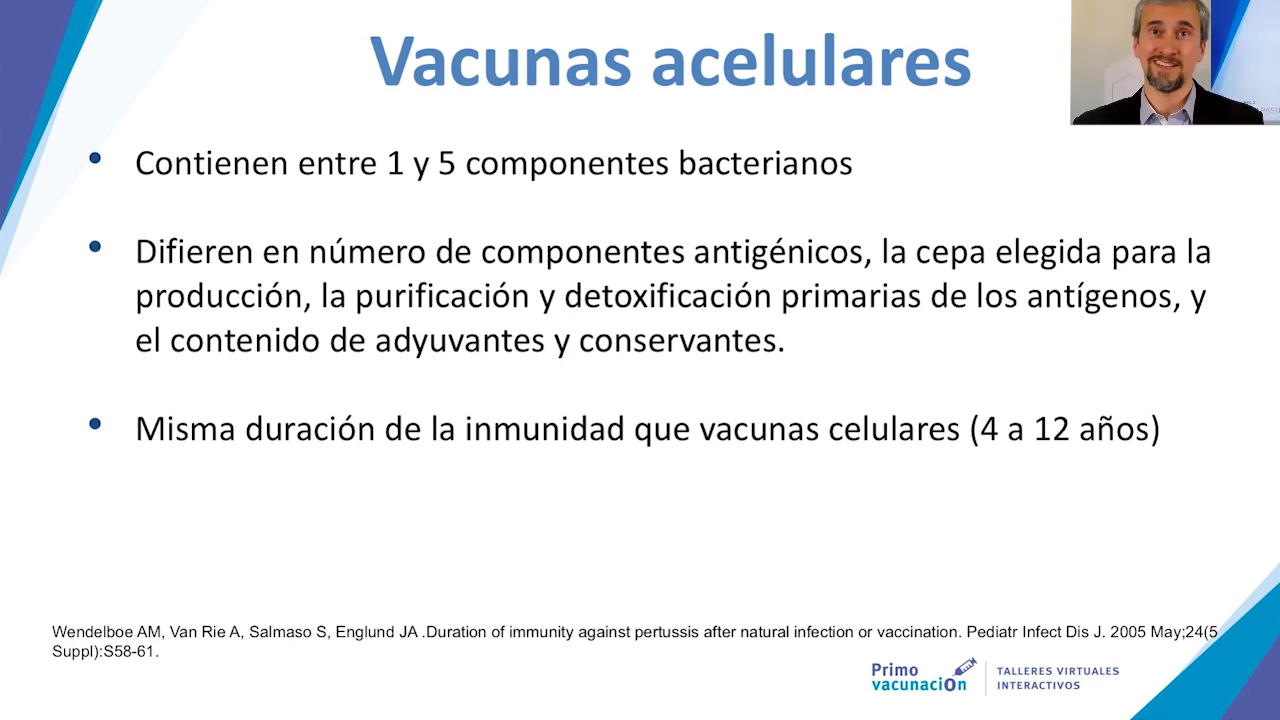 Vacunas acelulares
• Contienen entre 1 y 5 componentes bacterianos
• Difieren en número de componentes antigénicos, la cepa elegida para la
producción, la purificación y detoxificación primarias de los antígenos, y
el contenido de adyuvantes y conservantes.
• Misma duración de la inmunidad que vacunas celulares (4 a 12 años)
Wendelboe AM, Van Rie A, Salmaso S, Englund JA .Duration of immunity against pertussis after natural infection or vaccination. Pediatr Infect Dis J. 2005 May;24(5
Suppl):S58-61.
Primo
vacunación
TALLERES VIRTUALES
INTERACTIVOS